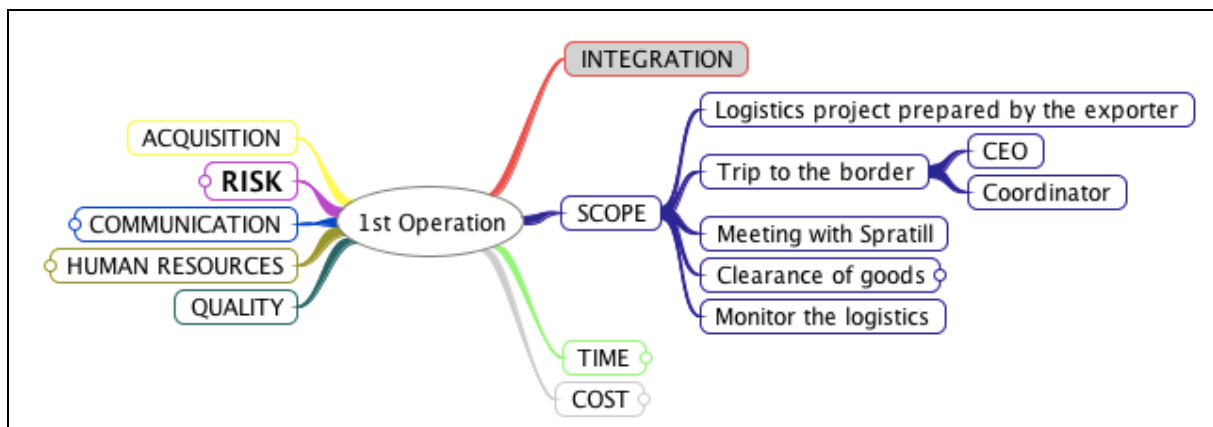 INTEGRATION
Logistics project prepared by the exporter
ACQUISITION
CEO
RISK
Trip to the border
Coordinator
COMMUNICATION
1st Operation
SCOPE
Meeting with Spratill
HUMAN RESOURCES
Clearance of goods
QUALITY
Monitor the logistics
TIME
COST